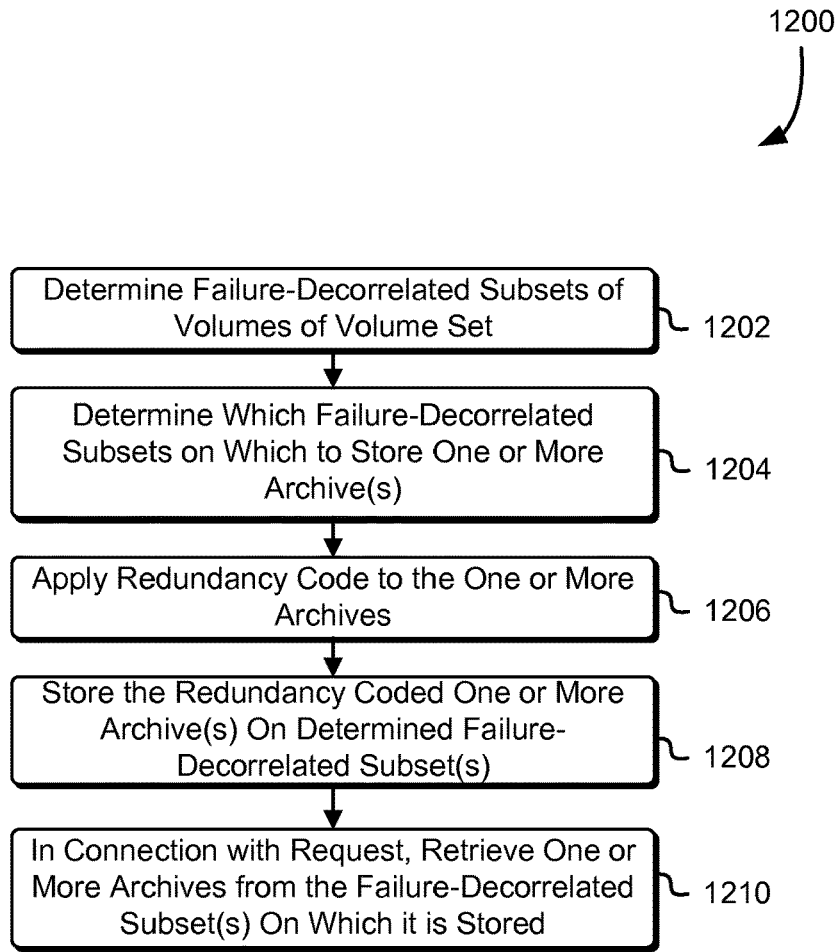 1200
Determine Failure-Decorrelated Subsets of
Volumes of Volume Set
1202
Determine Which Failure-Decorrelated
Subsets on Which to Store One or More
Archive(s)
1204
Apply Redundancy Code to the One or More
Archives
1206
Store the Redundancy Coded One or More
Archive(s) On Determined Failure-
Decorrelated Subset(s)
1208
In Connection with Request, Retrieve One or
More Archives from the Failure-Decorrelated
Subset(s) On Which it is Stored
1210